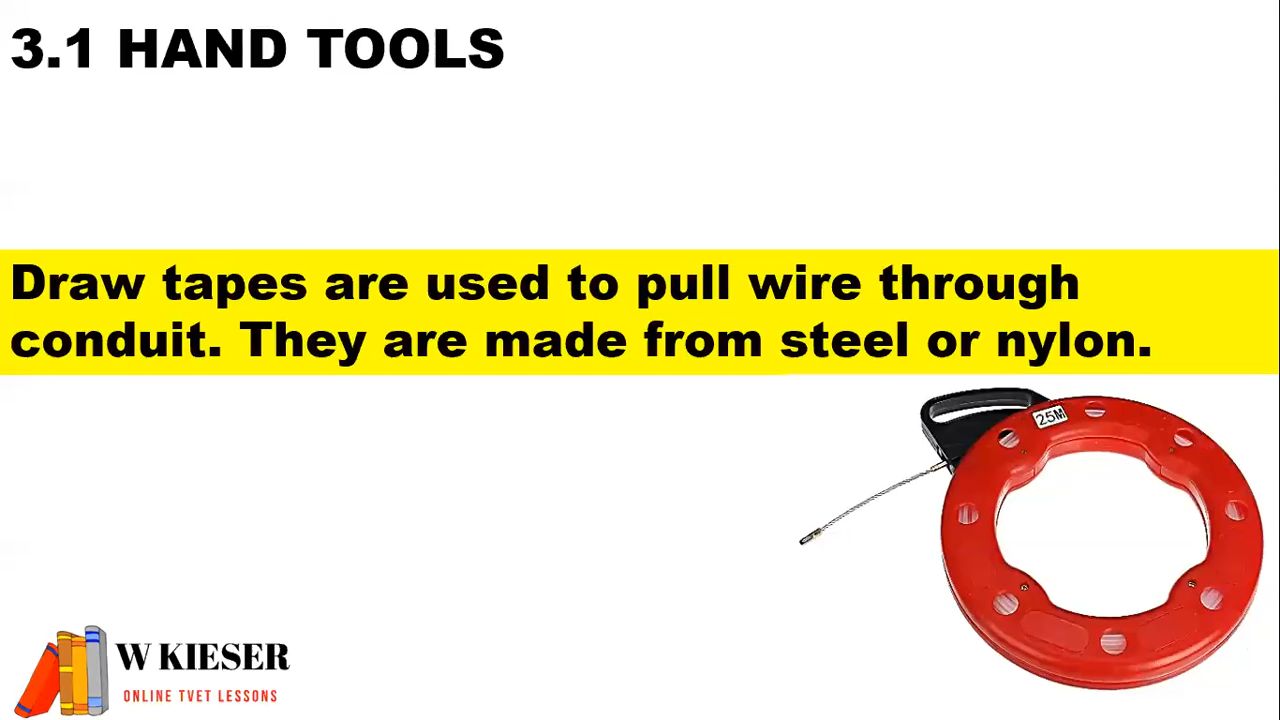 3.1 HAND TOOLS
Draw tapes are used to pull wire through
conduit. They are made from steel or nylon.
25M
W KIESER
ONLINE TVET LESSONS